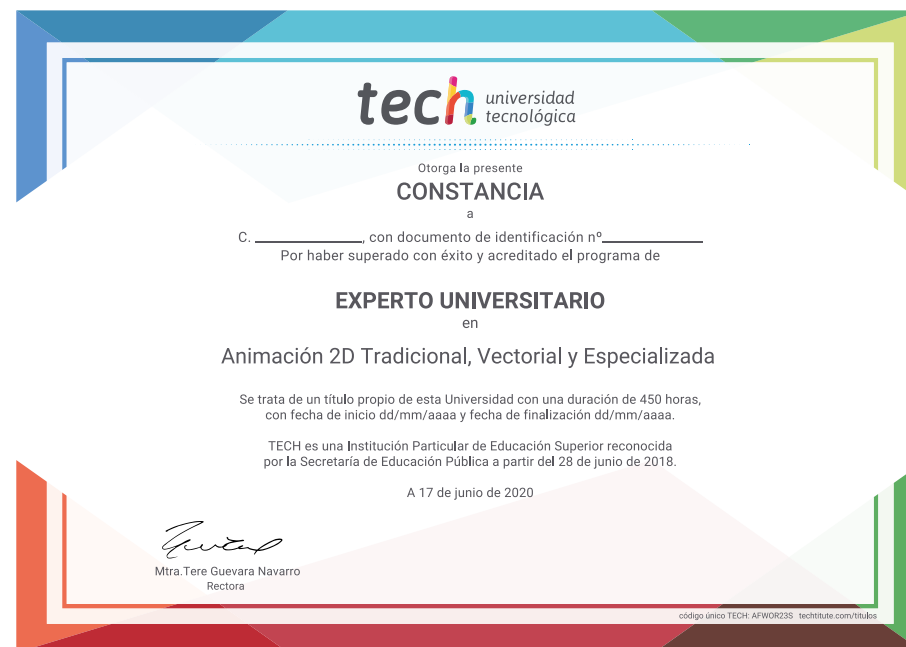 tech universidad
tecnológica
Otorga la presente
CONSTANCIA
a
C. ____________, con documento de identificación nº____________
Por haber superado con éxito y acreditado el programa de
EXPERTO UNIVERSITARIO
en
Animación 2D Tradicional, Vectorial y Especializada
Se trata de un título propio de esta Universidad con una duración de 450 horas,
con fecha de inicio dd/mm/aaaa y fecha de finalización dd/mm/aaaa.
TECH es una Institución Particular de Educación Superior reconocida
por la Secretaría de Educación Pública a partir del 28 de junio de 2018.
A 17 de junio de 2020
Mtra.Tere Guevara Navarro
Rectora
código único TECH: AFWOR23S techtitute.com/titulos